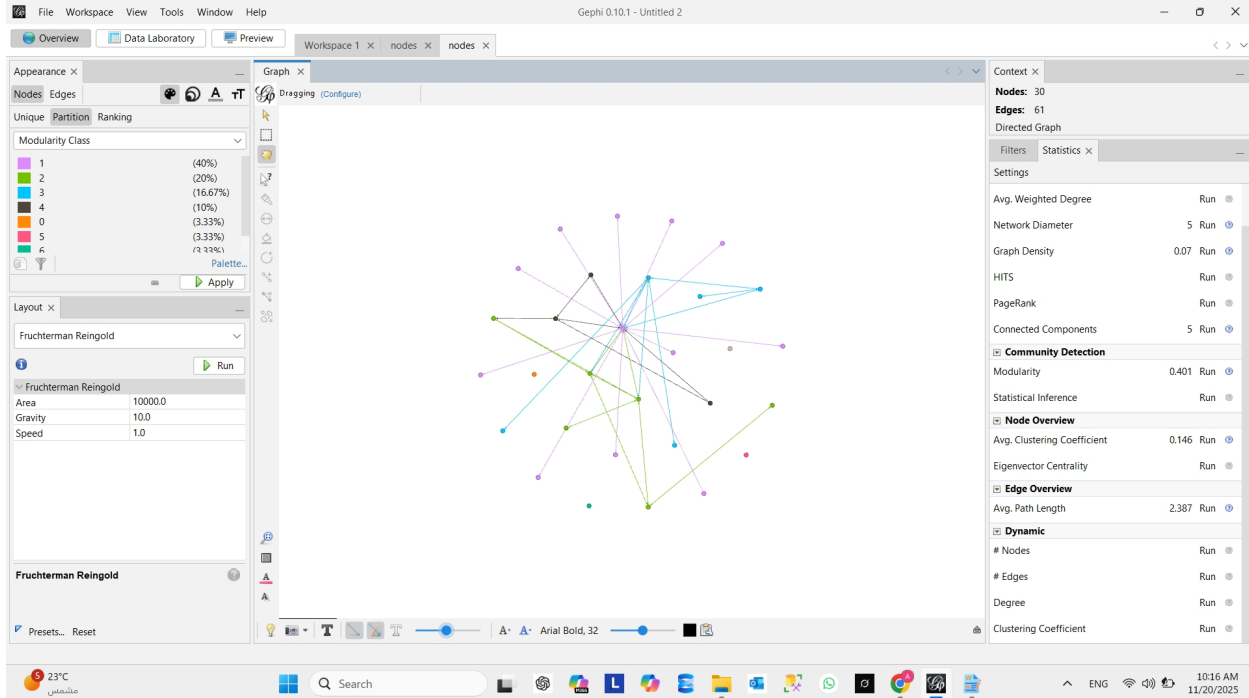 File Workspace View Tools Window Help
Gephi 0.10.1 - Untitled 2
Overview Data Laboratory Preview
Workspace 1 × nodes × nodes ×
Appearance ×
Nodes Edges
Unique Partition Ranking
Modularity Class
1 (40%)
2 (20%)
3 (16.67%)
4 (10%)
0 (3.33%)
5 (3.33%)
6 (3.33%)
Palette...
Apply
Layout ×
Fruchterman Reingold
Run
Fruchterman Reingold
Area 10000.0
Gravity 10.0
Speed 1.0
Fruchterman Reingold
Presets... Reset
Graph ×
Dragging (Configure)
A- A- Arial Bold, 32
Context ×
Nodes: 30
Edges: 61
Directed Graph
Filters Statistics ×
Settings
Avg. Weighted Degree Run
Network Diameter 5 Run
Graph Density 0.07 Run
HITS Run
PageRank Run
Connected Components 5 Run
Community Detection
Modularity 0.401 Run
Statistical Inference Run
Node Overview
Avg. Clustering Coefficient 0.146 Run
Eigenvector Centrality Run
Edge Overview
Avg. Path Length 2.387 Run
Dynamic
# Nodes Run
# Edges Run
Degree Run
Clustering Coefficient Run
5 23°C
مشمس
Search
ENG
10:16 AM
11/20/2025